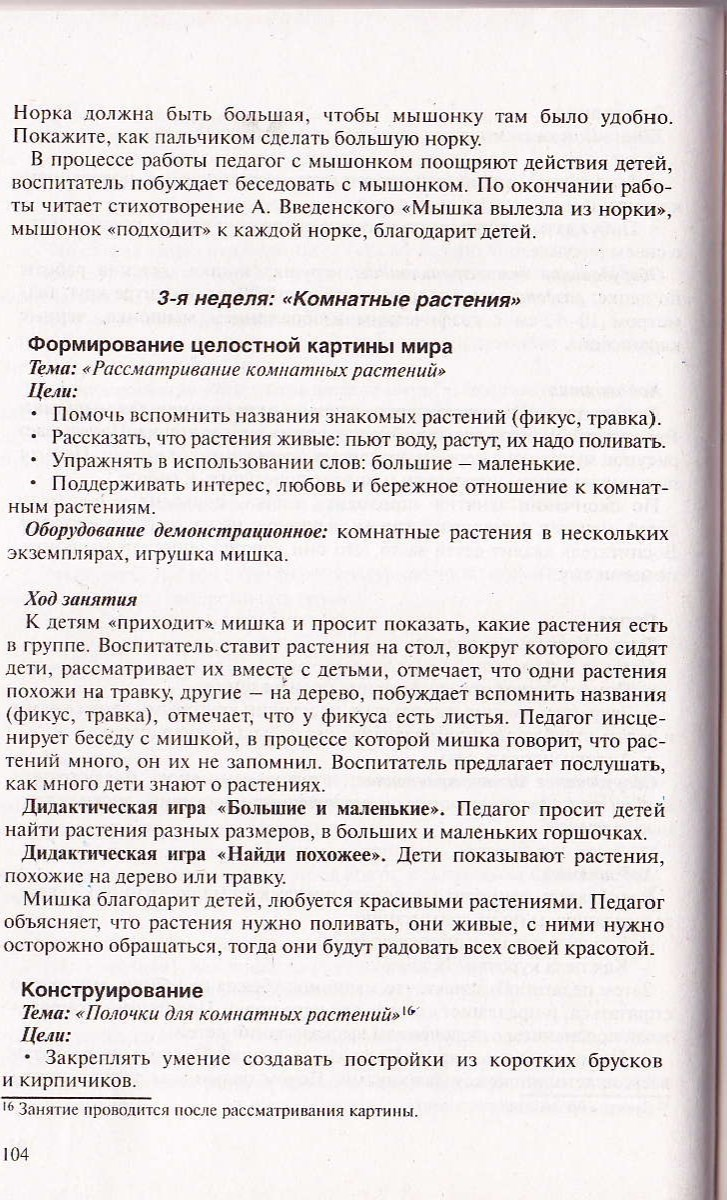 Норка должна быть большая, чтобы мышонку там было удобно.
Покажите, как пальчиком сделать большую норку.
В процессе работы педагог с мышонком поощряют действия детей,
воспитатель побуждает беседовать с мышонком. По окончании рабо-
ты читает стихотворение А. Введенского «Мышка вылезла из норки»,
мышонок «подходит» к каждой норке, благодарит детей.
3-я неделя: «Комнатные растения»
Формирование целостной картины мира
Тема: «Рассматривание комнатных растений»
Цели:
• Помочь вспомнить названия знакомых растений (фикус, травка).
• Рассказать, что растения живые: пьют воду, растут, их надо поливать.
• Упражнять в использовании слов: большие – маленькие.
• Поддерживать интерес, любовь и бережное отношение к комнат-
ным растениям.
Оборудование демонстрационное: комнатные растения в нескольких
экземплярах, игрушка мишка.
Ход занятия
К детям «приходит» мишка и просит показать, какие растения есть
в группе. Воспитатель ставит растения на стол, вокруг которого сидят
дети, рассматривает их вместе с детьми, отмечает, что одни растения
похожи на травку, другие – на дерево, побуждает вспомнить названия
(фикус, травка), отмечает, что у фикуса есть листья. Педагог инсце-
нирует беседу с мишкой, в процессе которой мишка говорит, что рас-
тений много, он их не запомнил. Воспитатель предлагает послушать,
как много дети знают о растениях.
Дидактическая игра «Большие и маленькие». Педагог просит детей
найти растения разных размеров, в больших и маленьких горшочках.
Дидактическая игра «Найди похожее». Дети показывают растения,
похожие на дерево или травку.
Мишка благодарит детей, любуется красивыми растениями. Педагог
объясняет, что растения нужно поливать, они живые, с ними нужно
осторожно обращаться, тогда они будут радовать всех своей красотой.
Конструирование
Тема: «Полочки для комнатных растений»¹⁶
Цели:
• Закреплять умение создавать постройки из коротких брусков
и кирпичиков.
¹⁶ Занятие проводится после рассматривания картины.
104